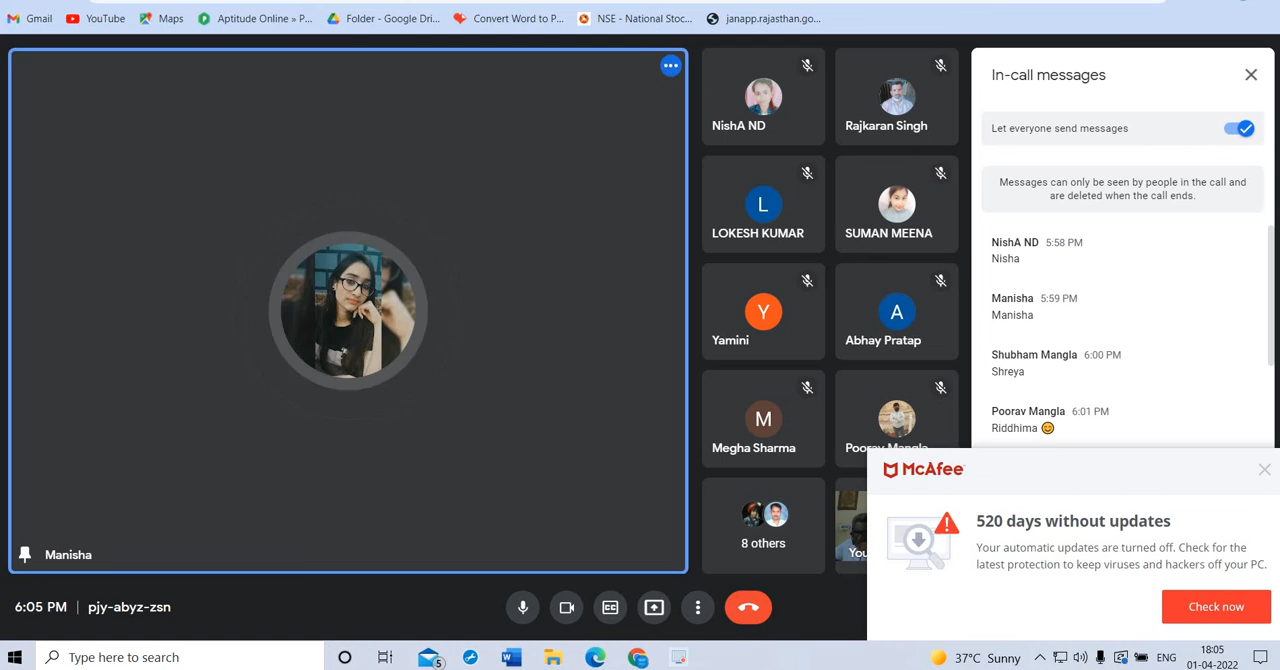 Gmail
YouTube
Maps
Aptitude Online » P...
Folder - Google Dri...
Convert Word to P...
NSE - National Stoc...
janapp.rajasthan.go...
Manisha
NishA ND
Rajkaran Singh
L
LOKESH KUMAR
SUMAN MEENA
Y
Yamini
A
Abhay Pratap
M
Megha Sharma
Poorav Mangla
8 others
You
In-call messages
Let everyone send messages
Messages can only be seen by people in the call and
are deleted when the call ends.
NishA ND 5:58 PM
Nisha
Manisha 5:59 PM
Manisha
Shubham Mangla 6:00 PM
Shreya
Poorav Mangla 6:01 PM
Riddhima 😊
McAfee
520 days without updates
Your automatic updates are turned off. Check for the
latest protection to keep viruses and hackers off your PC.
Check now
6:05 PM | pjy-abyz-zsn
CC
Type here to search
5
37°C Sunny
ENG
18:05
01-04-2022